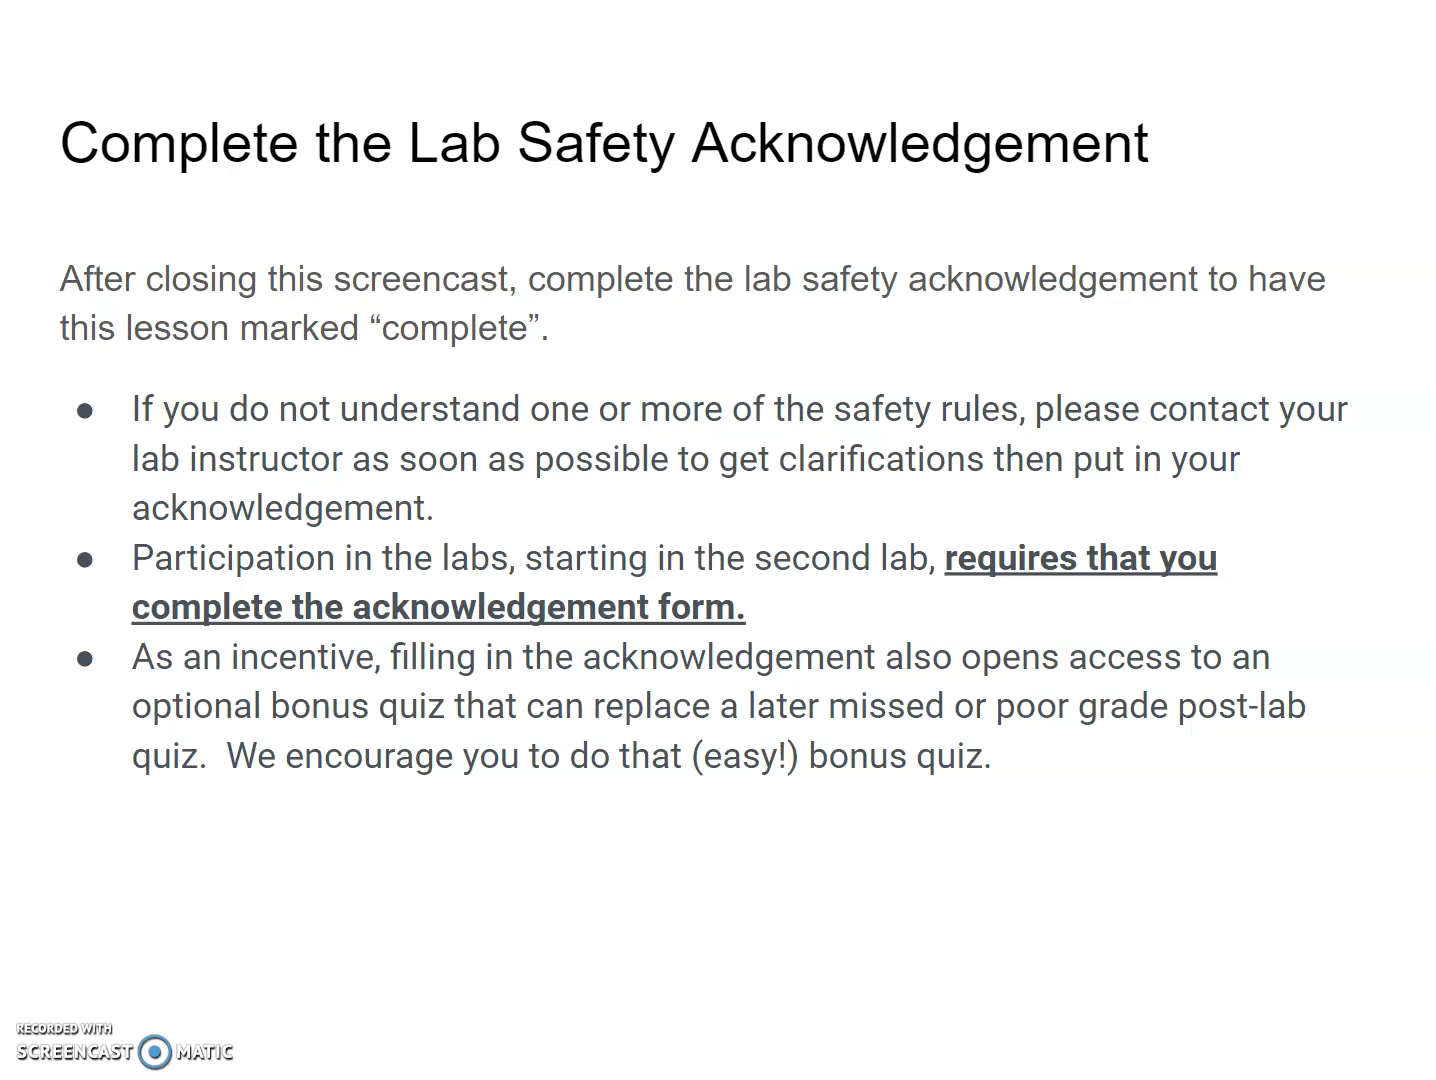 Complete the Lab Safety Acknowledgement
After closing this screencast, complete the lab safety acknowledgement to have
this lesson marked “complete”.
● If you do not understand one or more of the safety rules, please contact your
lab instructor as soon as possible to get clarifications then put in your
acknowledgement.
● Participation in the labs, starting in the second lab, requires that you
complete the acknowledgement form.
● As an incentive, filling in the acknowledgement also opens access to an
optional bonus quiz that can replace a later missed or poor grade post-lab
quiz.  We encourage you to do that (easy!) bonus quiz.
RECORDED WITH
SCREENCAST MATIC